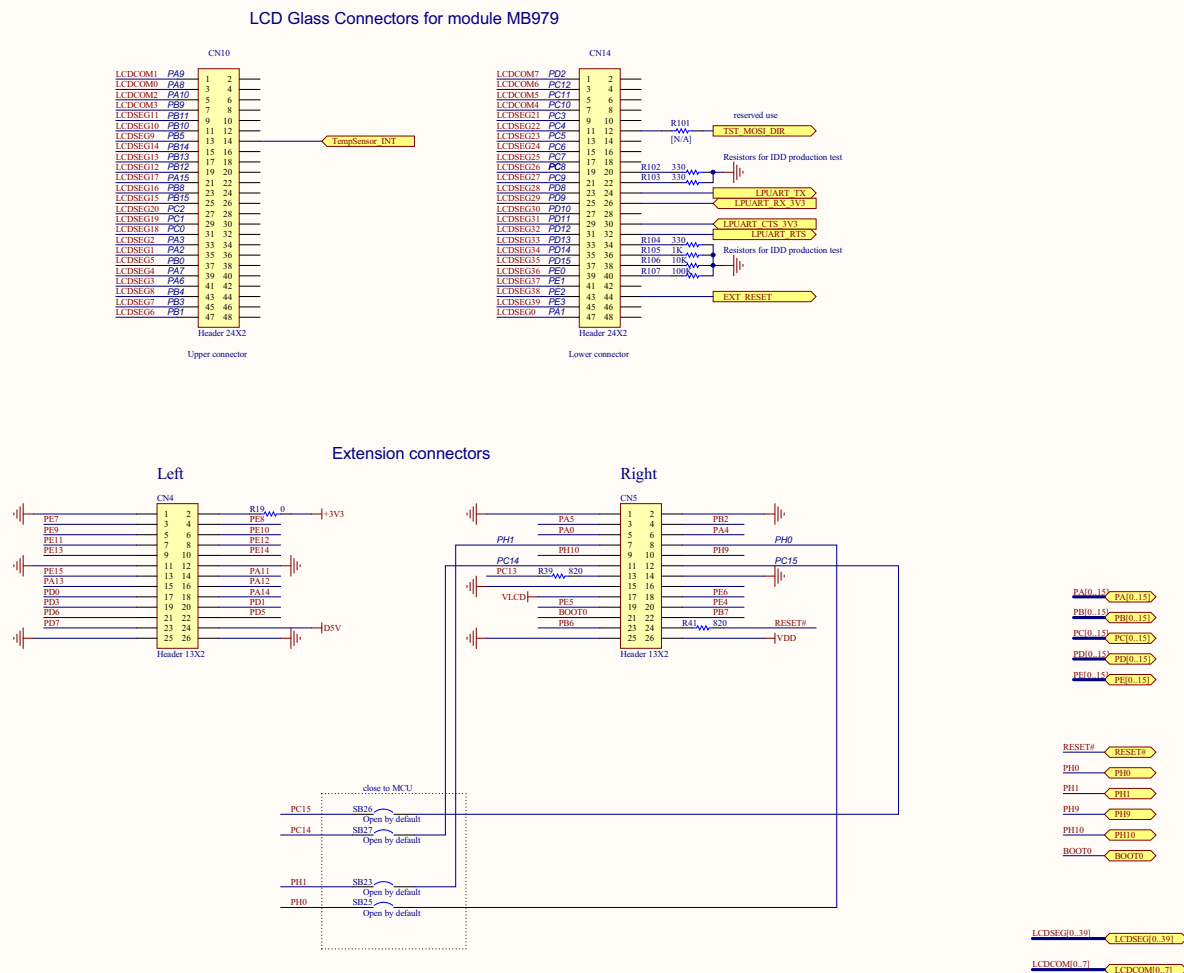 LCD Glass Connectors for module MB979
CN10
LCDCOM1 PA9 1 2
LCDCOM0 PA8 3 4
LCDCOM2 PA10 5 6
LCDCOM3 PB9 7 8
LCDSEG11 PB11 9 10
LCDSEG10 PB10 11 12
LCDSEG9 PB5 13 14 TempSensor_INT
LCDSEG14 PB14 15 16
LCDSEG13 PB13 17 18
LCDSEG12 PB12 19 20
LCDSEG17 PA15 21 22
LCDSEG16 PB8 23 24
LCDSEG15 PB15 25 26
LCDSEG20 PC2 27 28
LCDSEG19 PC1 29 30
LCDSEG18 PC0 31 32
LCDSEG2 PA3 33 34
LCDSEG1 PA2 35 36
LCDSEG5 PB0 37 38
LCDSEG4 PA7 39 40
LCDSEG3 PA6 41 42
LCDSEG8 PB4 43 44
LCDSEG7 PB3 45 46
LCDSEG6 PB1 47 48
Header 24X2
Upper connector
CN14
LCDCOM7 PD2 1 2
LCDCOM6 PC12 3 4
LCDCOM5 PC11 5 6
LCDCOM4 PC10 7 8
LCDSEG21 PC3 9 10
reserved use
LCDSEG22 PC4 11 12 R101 [N/A] TST_MOSI_DIR
LCDSEG23 PC5 13 14
LCDSEG24 PC6 15 16
LCDSEG25 PC7 17 18
Resistors for IDD production test
LCDSEG26 PC8 19 20 R102 330
LCDSEG27 PC9 21 22 R103 330
LCDSEG28 PD8 23 24 LPUART_TX
LCDSEG29 PD9 25 26 LPUART_RX_3V3
LCDSEG30 PD10 27 28
LCDSEG31 PD11 29 30 LPUART_CTS_3V3
LCDSEG32 PD12 31 32 LPUART_RTS
LCDSEG33 PD13 33 34 R104 330
LCDSEG34 PD14 35 36 R105 1K
Resistors for IDD production test
LCDSEG35 PD15 37 38 R106 10K
LCDSEG36 PE0 39 40 R107 100K
LCDSEG37 PE1 41 42
LCDSEG38 PE2 43 44 EXT_RESET
LCDSEG39 PE3 45 46
LCDSEG0 PA1 47 48
Header 24X2
Lower connector
Extension connectors
Left
CN4
1 2 R19 0 +3V3
PE7 3 4 PE8
PE9 5 6 PE10
PE11 7 8 PE12
PE13 9 10 PE14
11 12
PE15 13 14 PA11
PA13 15 16 PA12
PD0 17 18 PA14
PD3 19 20 PD1
PD6 21 22 PD5
PD7 23 24 D5V
25 26
Header 13X2
Right
CN5
1 2
PA5 3 4 PB2
PA0 5 6 PA4
PH1 7 8 PH0
PH10 9 10 PH9
PC14 11 12 PC15
PC13 R39 820 13 14
15 16
VLCD 17 18 PE6
PE5 19 20 PE4
BOOT0 21 22 PB7
PB6 23 24 R41 820 RESET#
25 26 VDD
Header 13X2
PA[0..15] PA[0..15]
PB[0..15] PB[0..15]
PC[0..15] PC[0..15]
PD[0..15] PD[0..15]
PE[0..15] PE[0..15]
RESET# RESET#
PH0 PH0
PH1 PH1
PH9 PH9
PH10 PH10
BOOT0 BOOT0
close to MCU
PC15 SB26
Open by default
PC14 SB27
Open by default
PH1 SB23
Open by default
PH0 SB25
Open by default
LCDSEG[0..39] LCDSEG[0..39]
LCDCOM[0..7] LCDCOM[0..7]